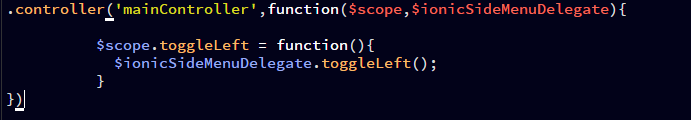 .controller('mainController',function($scope,$ionicSideMenuDelegate){
$scope.toggleLeft = function(){
$ionicSideMenuDelegate.toggleLeft();
}
})